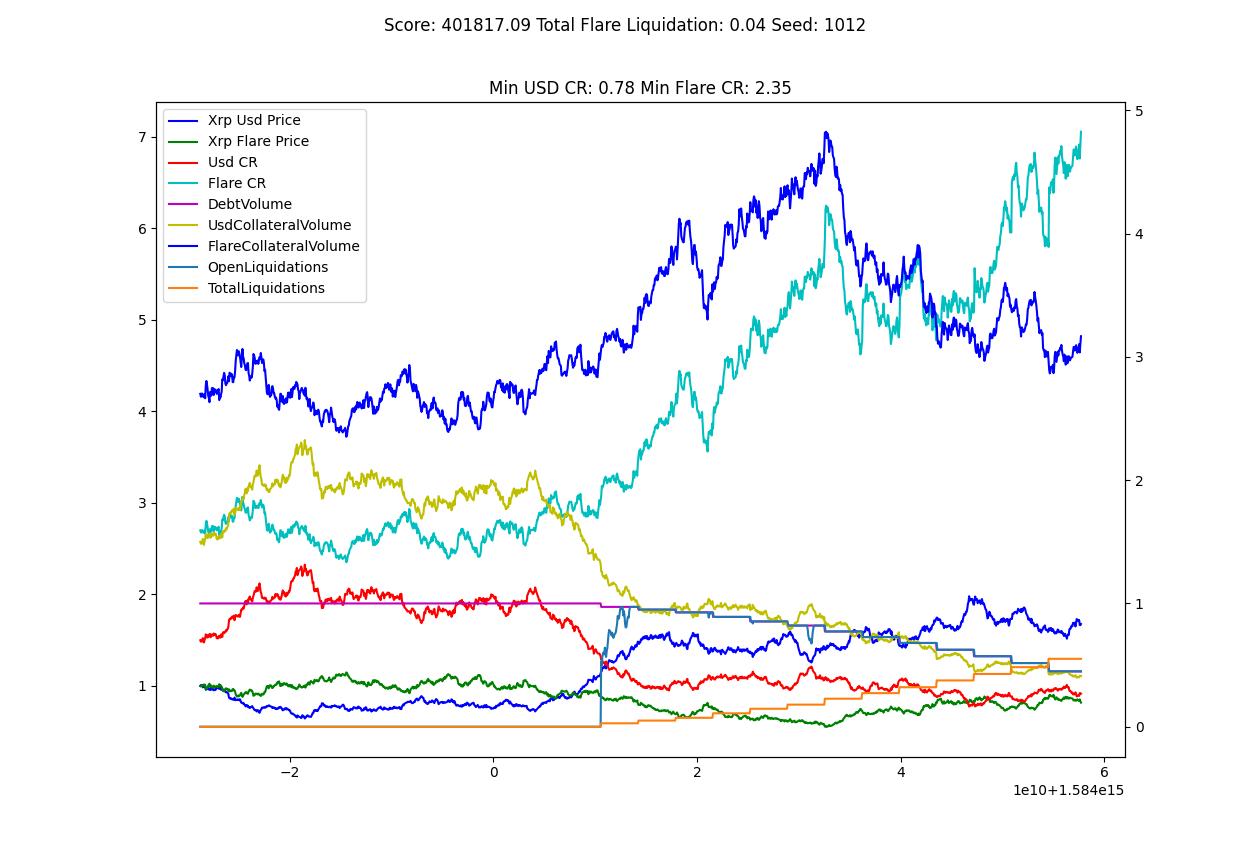 Score: 401817.09 Total Flare Liquidation: 0.04 Seed: 1012
Min USD CR: 0.78 Min Flare CR: 2.35
Xrp Usd Price
Xrp Flare Price
Usd CR
Flare CR
DebtVolume
UsdCollateralVolume
FlareCollateralVolume
OpenLiquidations
TotalLiquidations
7
6
5
4
3
2
1
5
4
3
2
1
0
−2
0
2
4
6
1e10+1.584e15